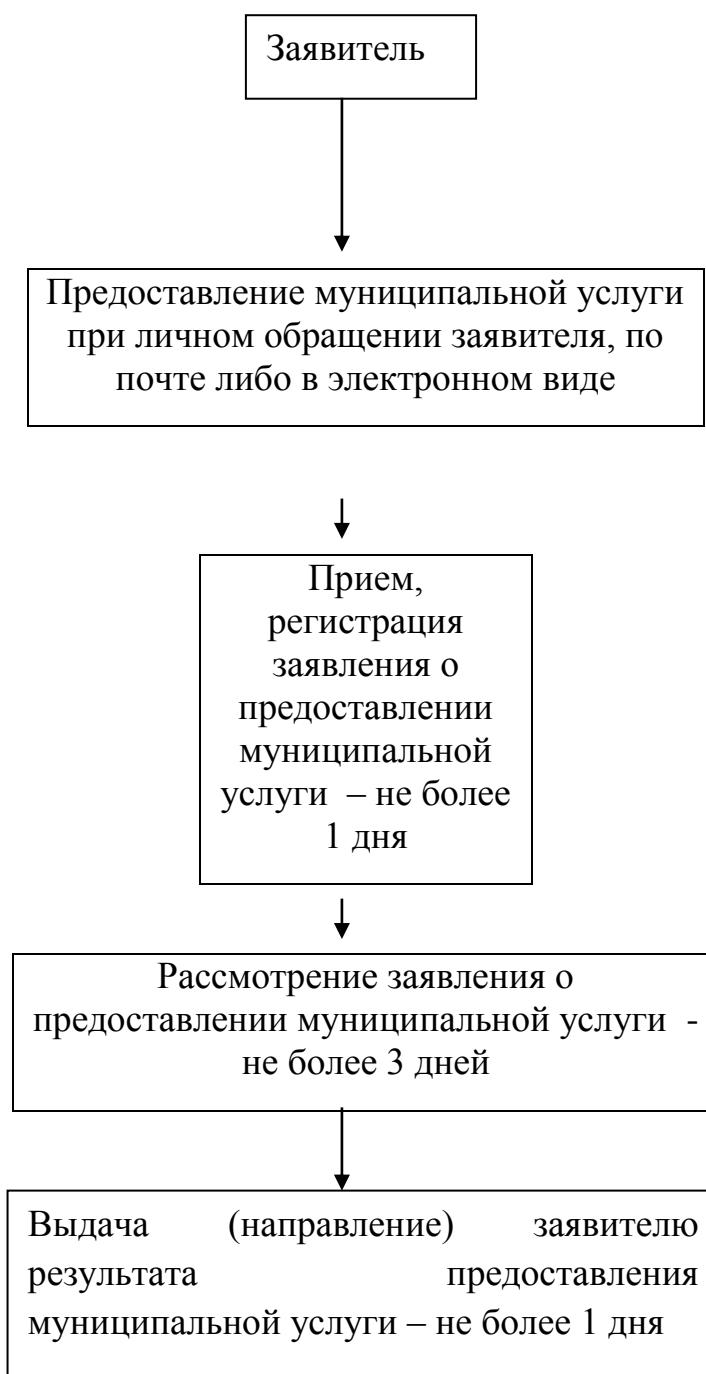 Заявитель
Предоставление муниципальной услуги
при личном обращении заявителя, по
почте либо в электронном виде
Прием,
регистрация
заявления о
предоставлении
муниципальной
услуги – не более
1 дня
Рассмотрение заявления о
предоставлении муниципальной услуги -
не более 3 дней
Выдача (направление) заявителю
результата предоставления
муниципальной услуги – не более 1 дня